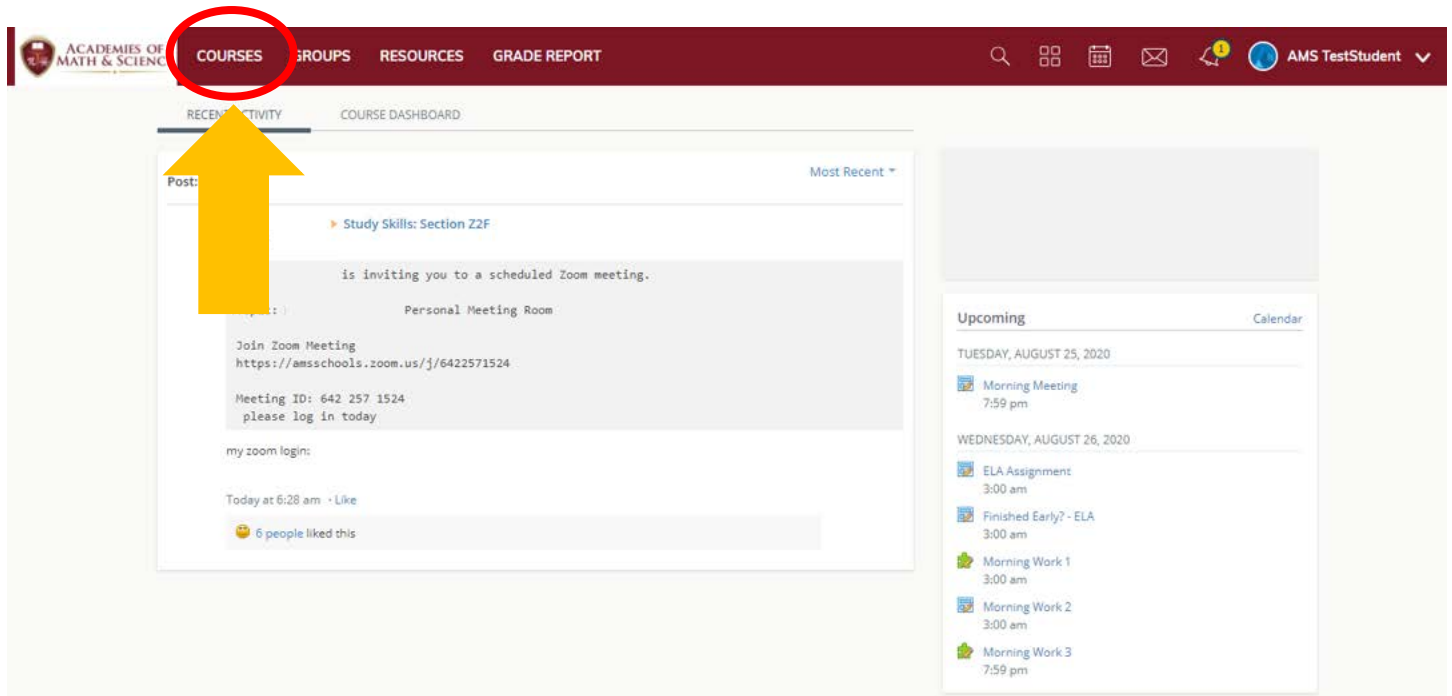 ACADEMIES OF
MATH & SCIENC
COURSES
GROUPS
RESOURCES
GRADE REPORT
1
AMS TestStudent
RECENT ACTIVITY
COURSE DASHBOARD
Post:
Most Recent
Study Skills: Section Z2F
is inviting you to a scheduled Zoom meeting.
Personal Meeting Room
Join Zoom Meeting
https://amsschools.zoom.us/j/6422571524
Meeting ID: 642 257 1524
please log in today
my zoom login:
Today at 6:28 am · Like
6 people liked this
Upcoming
Calendar
TUESDAY, AUGUST 25, 2020
Morning Meeting
7:59 pm
WEDNESDAY, AUGUST 26, 2020
ELA Assignment
3:00 am
Finished Early? - ELA
3:00 am
Morning Work 1
3:00 am
Morning Work 2
3:00 am
Morning Work 3
7:59 pm